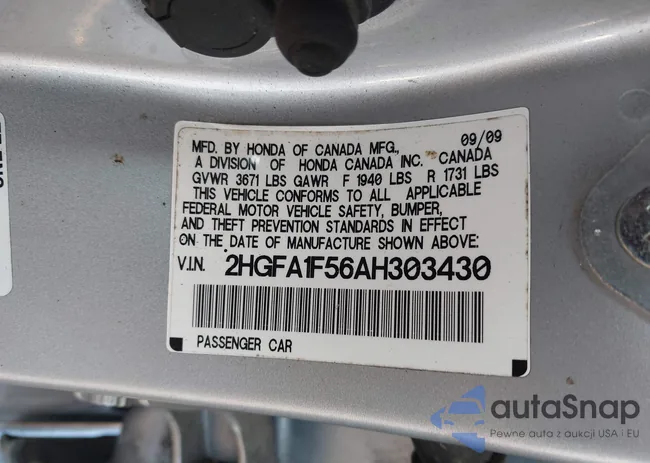 MFD. BY HONDA OF CANADA MFG., 09/09
A DIVISION OF HONDA CANADA INC. CANADA
GVWR 3671 LBS GAWR F 1940 LBS R 1731 LBS
THIS VEHICLE CONFORMS TO ALL APPLICABLE
FEDERAL MOTOR VEHICLE SAFETY, BUMPER,
AND THEFT PREVENTION STANDARDS IN EFFECT
ON THE DATE OF MANUFACTURE SHOWN ABOVE:
V.I.N. 2HGFA1F56AH303430
PASSENGER CAR
autaSnap
Pewne auta z aukcji USA i EU